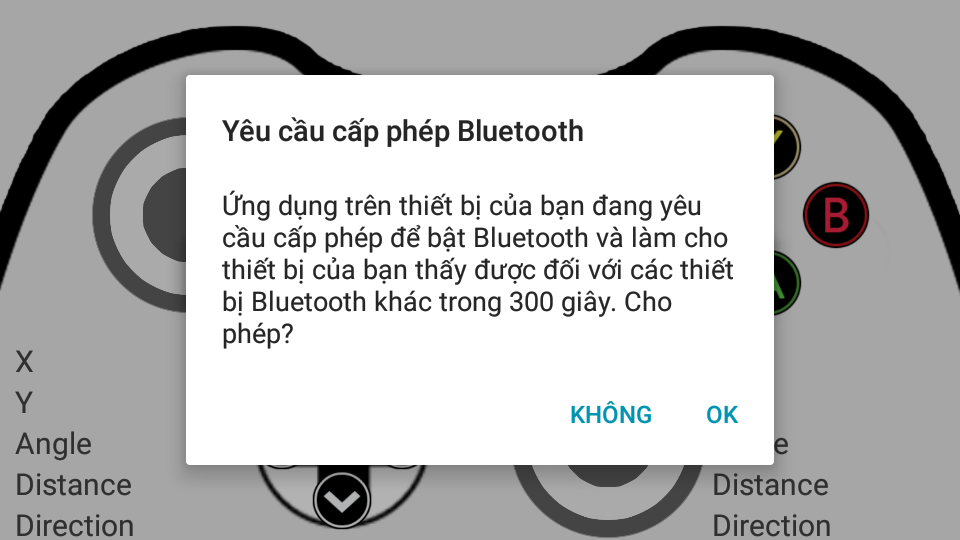 Yêu cầu cấp phép Bluetooth
Ứng dụng trên thiết bị của bạn đang yêu
cầu cấp phép để bật Bluetooth và làm cho
thiết bị của bạn thấy được đối với các thiết
bị Bluetooth khác trong 300 giây. Cho
phép?
KHÔNG OK
Y
B
A
X
Y
Angle
Distance
Direction
Distance
Direction